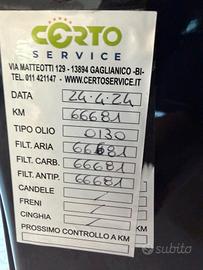 CERTO
SERVICE
VIA MATTEOTTI 129 - 13894 GAGLIANICO -BI-
TEL. 011 421147 - WWW.CERTOSERVICE.IT
DATA 24.4.24
KM 66681
TIPO OLIO 0130
FILT. ARIA 66681
FILT. CARB. 66681
FILT. ANTIP. 66681
CANDELE /
FRENI /
CINGHIA /
PROSSIMO CONTROLLO A KM
subito